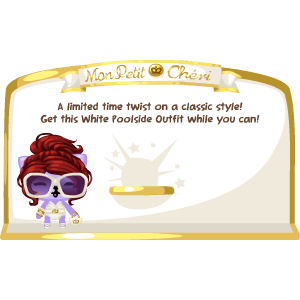 Mon Petit Chéri
A limited time twist on a classic style!
Get this White Poolside Outfit while you can!